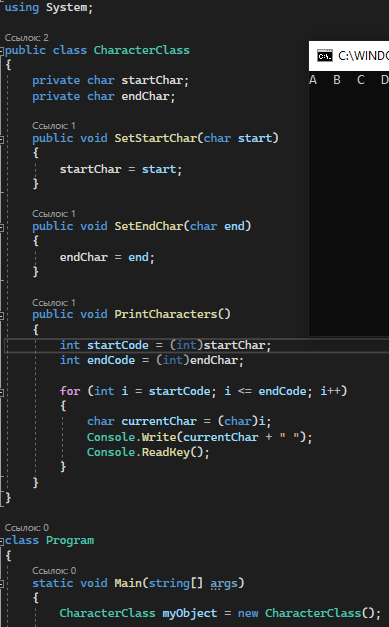 using System;
Ссылок: 2
public class CharacterClass
{
private char startChar;
private char endChar;
Ссылок: 1
public void SetStartChar(char start)
{
startChar = start;
}
Ссылок: 1
public void SetEndChar(char end)
{
endChar = end;
}
Ссылок: 1
public void PrintCharacters()
{
int startCode = (int)startChar;
int endCode = (int)endChar;
for (int i = startCode; i <= endCode; i++)
{
char currentChar = (char)i;
Console.Write(currentChar + " ");
Console.ReadKey();
}
}
}
Ссылок: 0
class Program
{
Ссылок: 0
static void Main(string[] args)
{
CharacterClass myObject = new CharacterClass();
C:\WINDO
A B C D